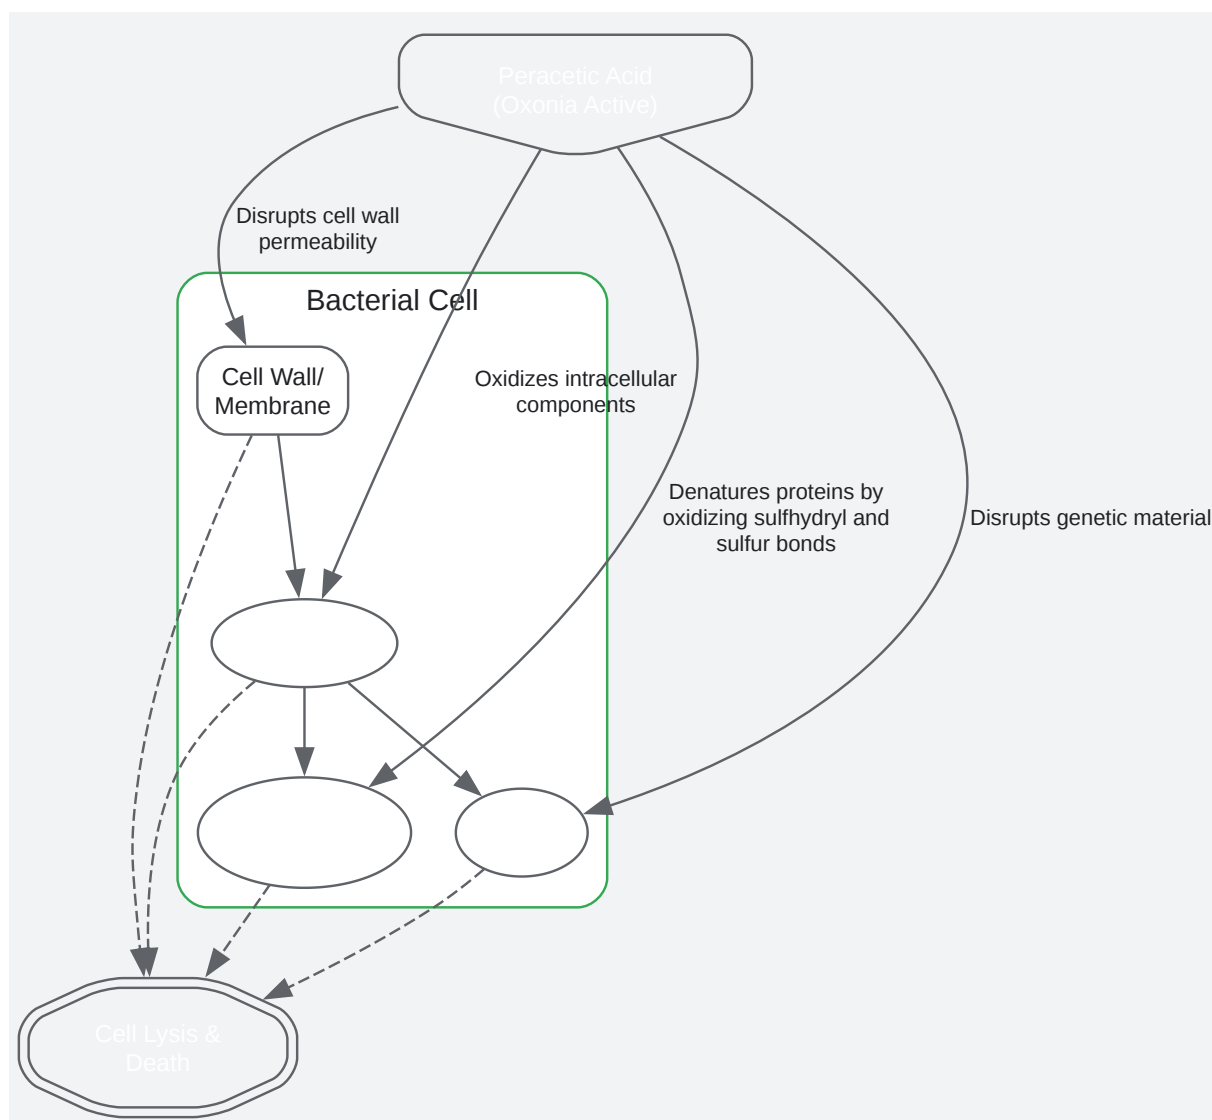 Peracetic Acid
(Oxonia Active)
Disrupts cell wall
permeability
Bacterial Cell
Cell Wall/
Membrane
Oxidizes intracellular
components
Denatures proteins by
oxidizing sulfhydryl and
sulfur bonds
Disrupts genetic material
Cell Lysis &
Death